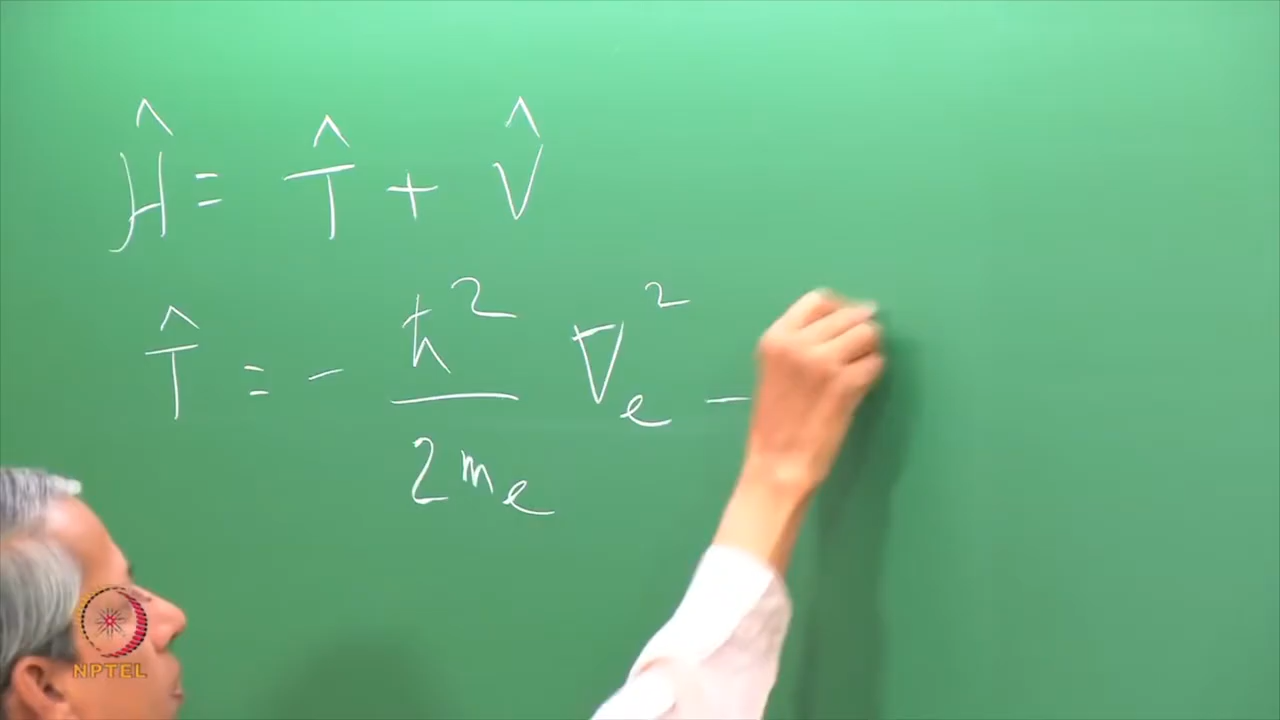 Ĥ = T̂ + V̂
T̂ = - ħ² / 2mₑ ∇ₑ² -
NPTEL